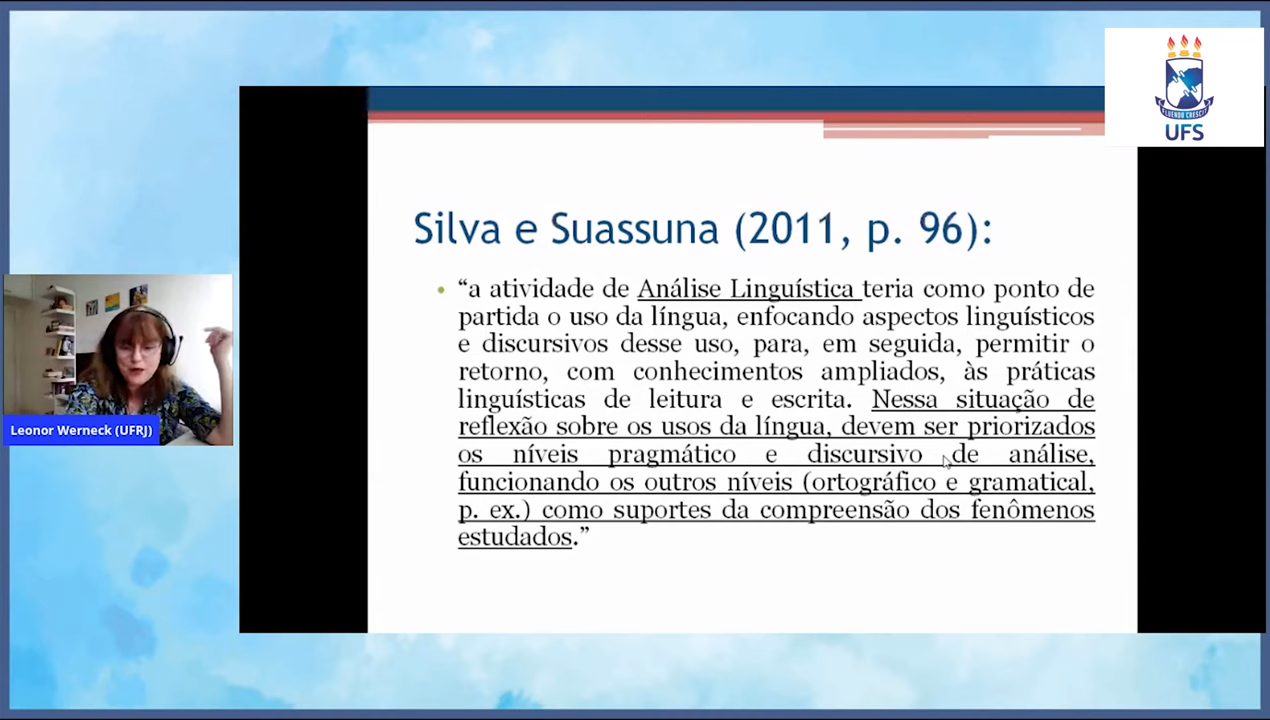 LUENDO CRESCIT
UFS
Silva e Suassuna (2011, p. 96):
• “a atividade de Análise Linguística teria como ponto de
partida o uso da língua, enfocando aspectos linguísticos
e discursivos desse uso, para, em seguida, permitir o
retorno, com conhecimentos ampliados, às práticas
linguísticas de leitura e escrita. Nessa situação de
reflexão sobre os usos da língua, devem ser priorizados
os níveis pragmático e discursivo de análise,
funcionando os outros níveis (ortográfico e gramatical,
p. ex.) como suportes da compreensão dos fenômenos
estudados.”
Leonor Werneck (UFRJ)